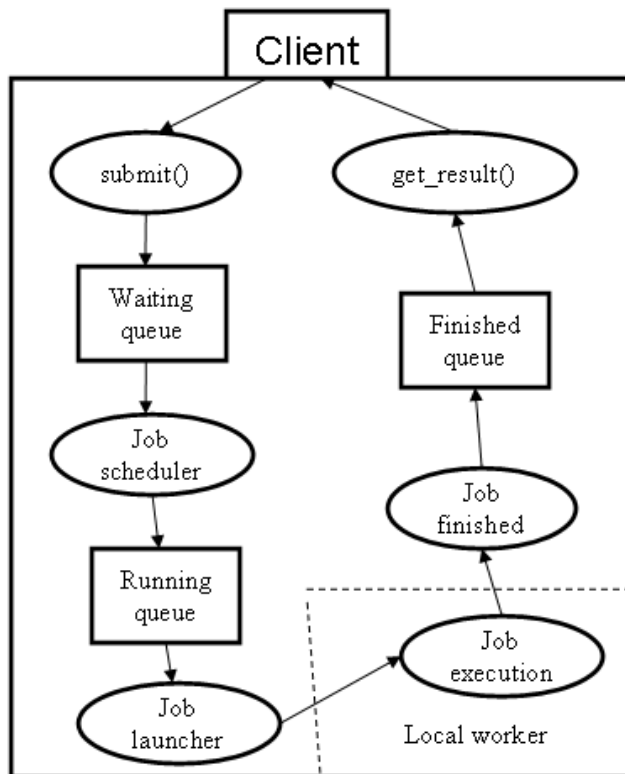 Client
submit()
get_result()
Waiting
queue
Finished
queue
Job
scheduler
Job
finished
Running
queue
Job
execution
Job
launcher
Local worker